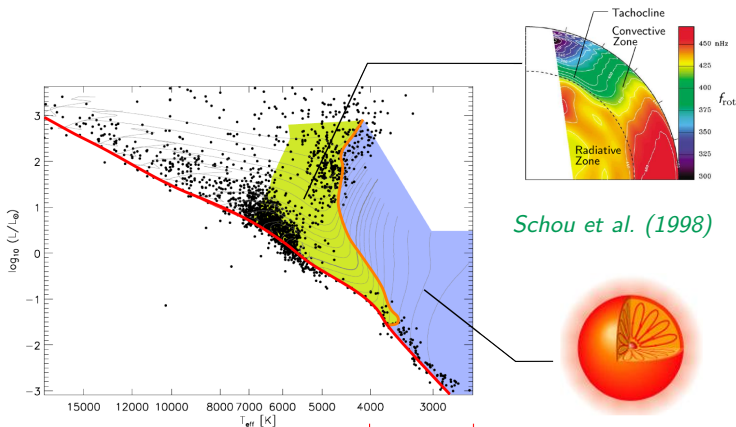 Tachocline
Convective
Zone
Radiative
Zone
450 nHz
425
400
375
350
325
300
f_rot
Schou et al. (1998)
log₁₀ (L/L⊙)
3
2
1
0
−1
−2
−3
15000 12000 10000 8000 7000 6000 5000 4000 3000
T_eff [K]